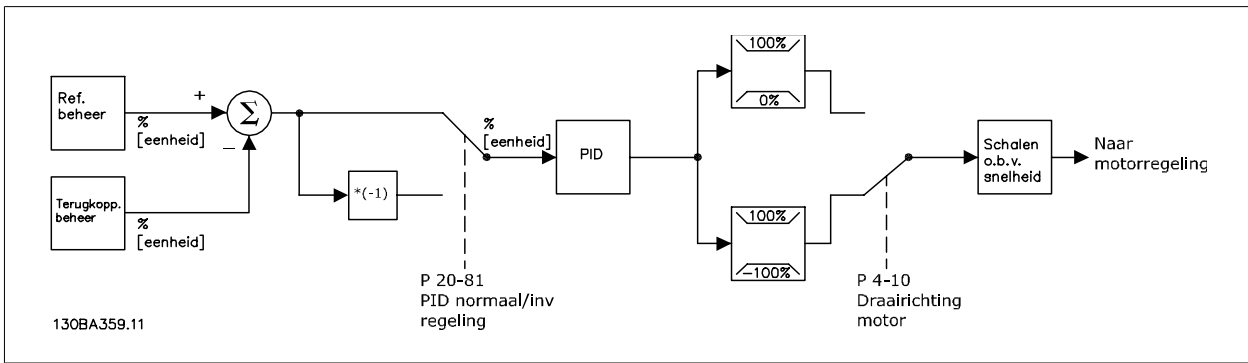 Ref.
beheer
%
[eenheid]
+
Σ
−
Terugkopp.
beheer
%
[eenheid]
*(-1)
%
[eenheid]
PID
P 20-81
PID normaal/inv
regeling
100%
0%
100%
-100%
P 4-10
Draairichting
motor
Schalen
o.b.v.
snelheid
Naar
motorregeling
130BA359.11